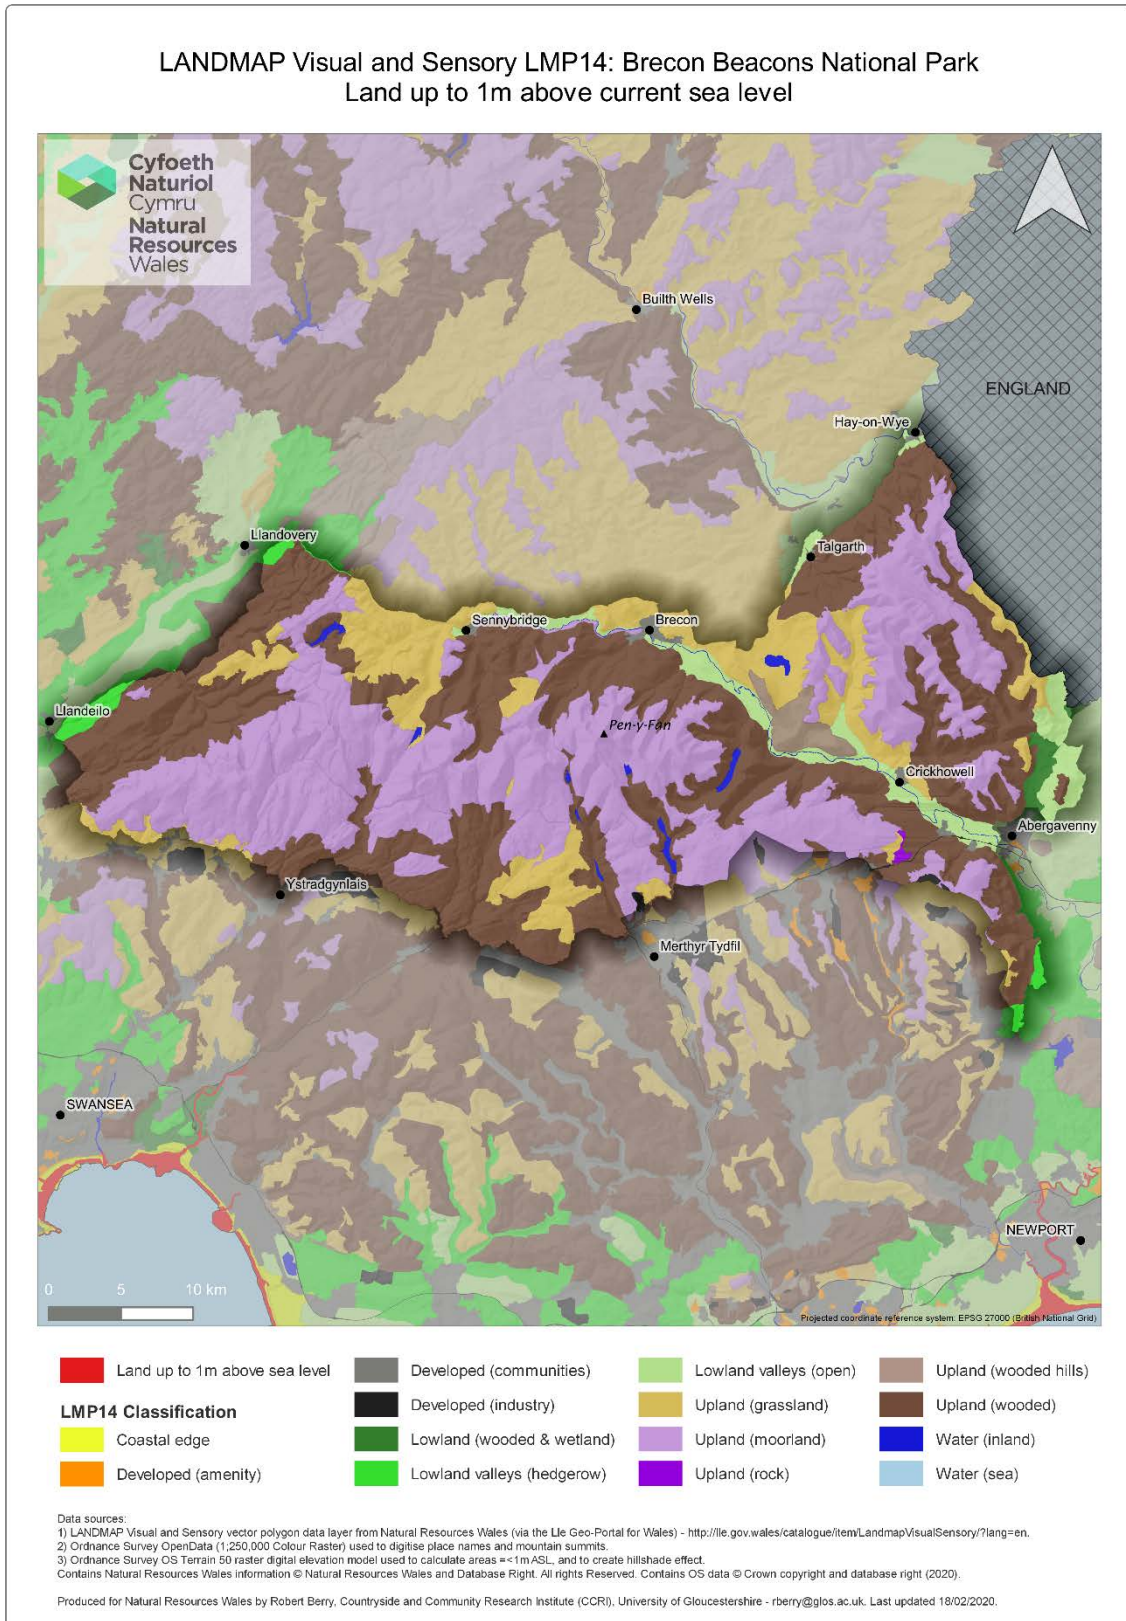 LANDMAP Visual and Sensory LMP14: Brecon Beacons National Park
Land up to 1m above current sea level
Cyfoeth
Naturiol
Cymru
Natural
Resources
Wales
Builth Wells
ENGLAND
Hay-on-Wye
Llandovery
Talgarth
Sennybridge
Brecon
Llandeilo
Pen-y-Fan
Crickhowell
Abergavenny
Ystradgynlais
Merthyr Tydfil
SWANSEA
NEWPORT
0 5 10 km
Projected coordinate reference system: EPSG 27000 (British National Grid)
Land up to 1m above sea level
LMP14 Classification
Coastal edge
Developed (amenity)
Developed (communities)
Developed (industry)
Lowland (wooded & wetland)
Lowland valleys (hedgerow)
Lowland valleys (open)
Upland (grassland)
Upland (moorland)
Upland (rock)
Upland (wooded hills)
Upland (wooded)
Water (inland)
Water (sea)
Data sources:
1) LANDMAP Visual and Sensory vector polygon data layer from Natural Resources Wales (via the Lle Geo-Portal for Wales) - http://lle.gov.wales/catalogue/item/LandmapVisualSensory/?lang=en.
2) Ordnance Survey OpenData (1;250,000 Colour Raster) used to digitise place names and mountain summits.
3) Ordnance Survey OS Terrain 50 raster digital elevation model used to calculate areas =<1m ASL, and to create hillshade effect.
Contains Natural Resources Wales information © Natural Resources Wales and Database Right. All rights Reserved. Contains OS data © Crown copyright and database right (2020).
Produced for Natural Resources Wales by Robert Berry, Countryside and Community Research Institute (CCRI), University of Gloucestershire - rberry@glos.ac.uk. Last updated 18/02/2020.